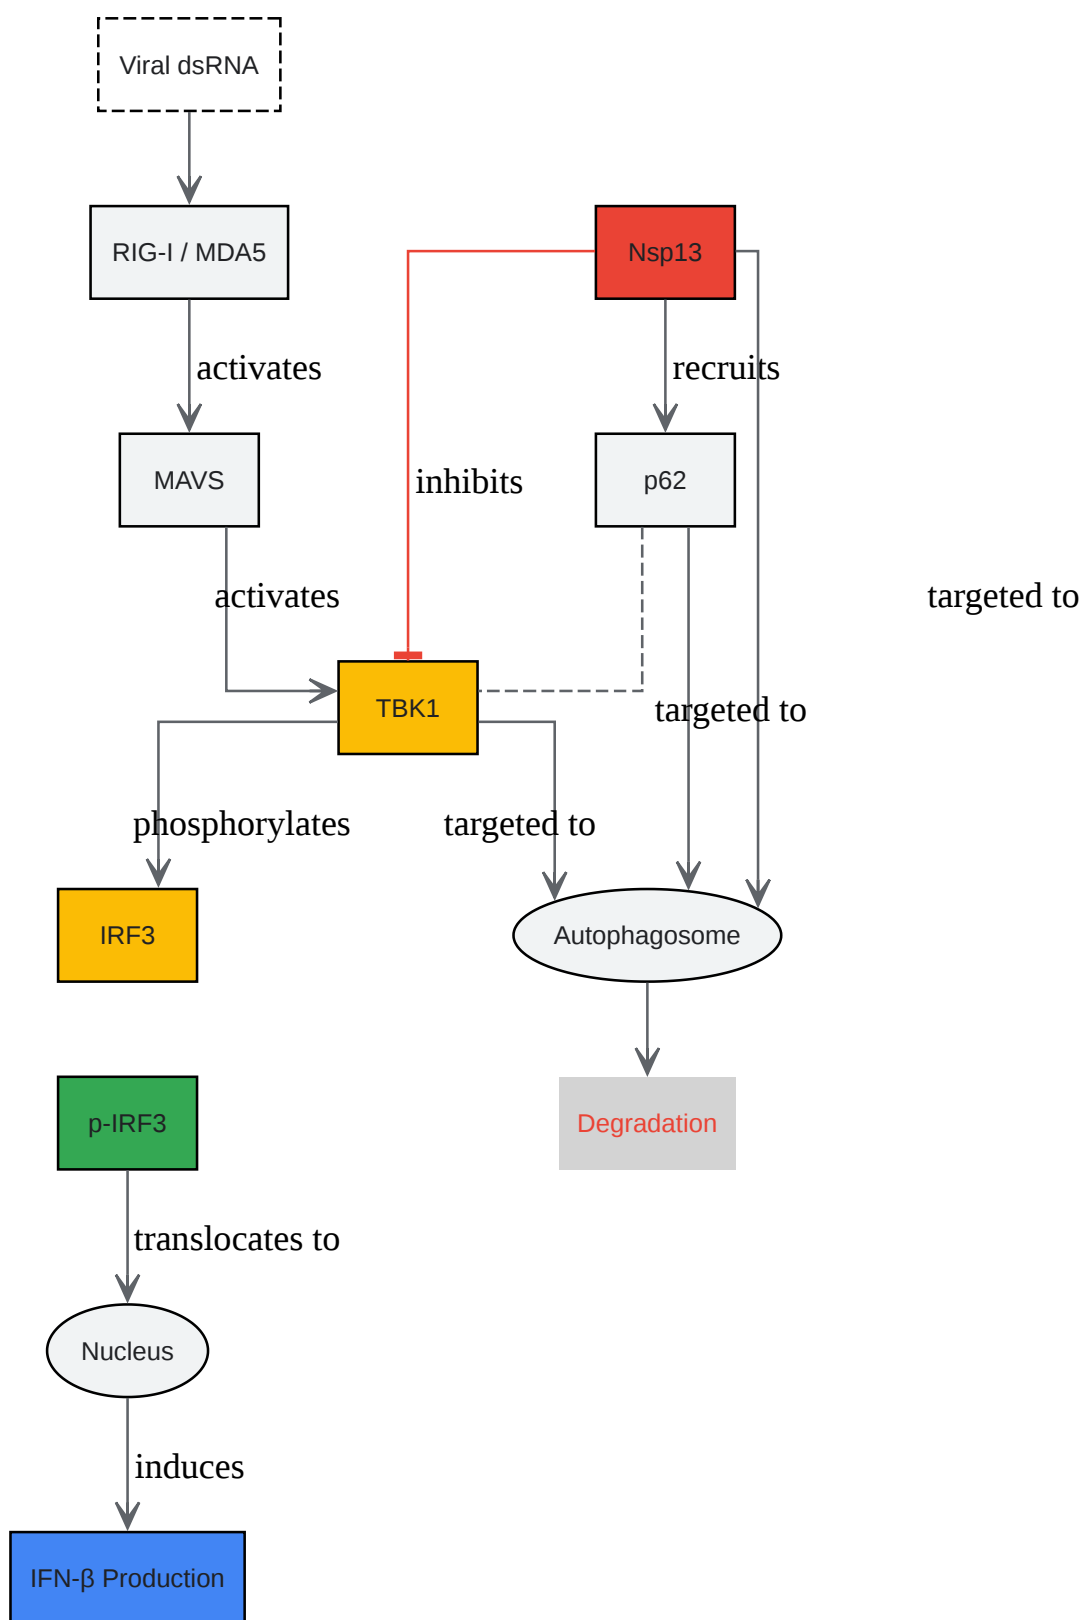 Viral dsRNA
RIG-I / MDA5
Nsp13
activates
recruits
MAVS
p62
inhibits
activates
targeted to
TBK1
targeted to
phosphorylates
targeted to
IRF3
Autophagosome
p-IRF3
Degradation
translocates to
Nucleus
induces
IFN-β Production